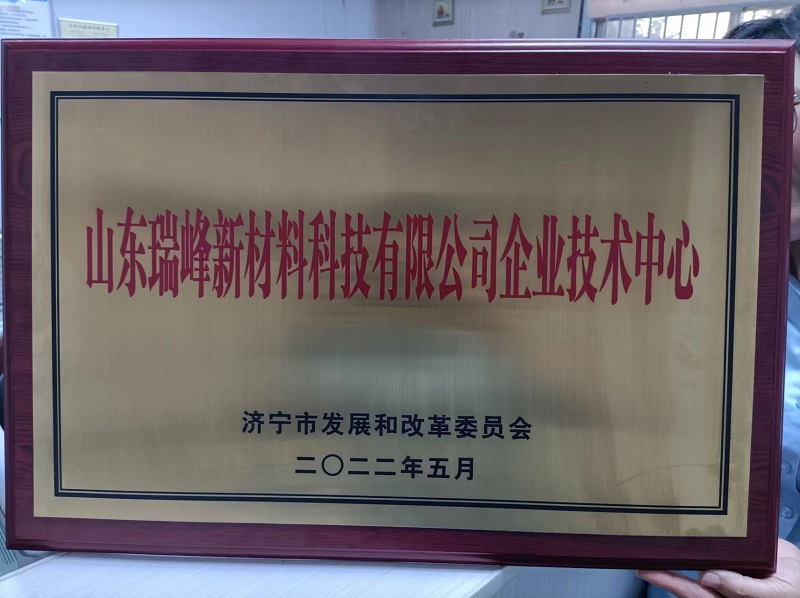 山东瑞峰新材料科技有限公司企业技术中心
济宁市发展和改革委员会
二〇二二年五月